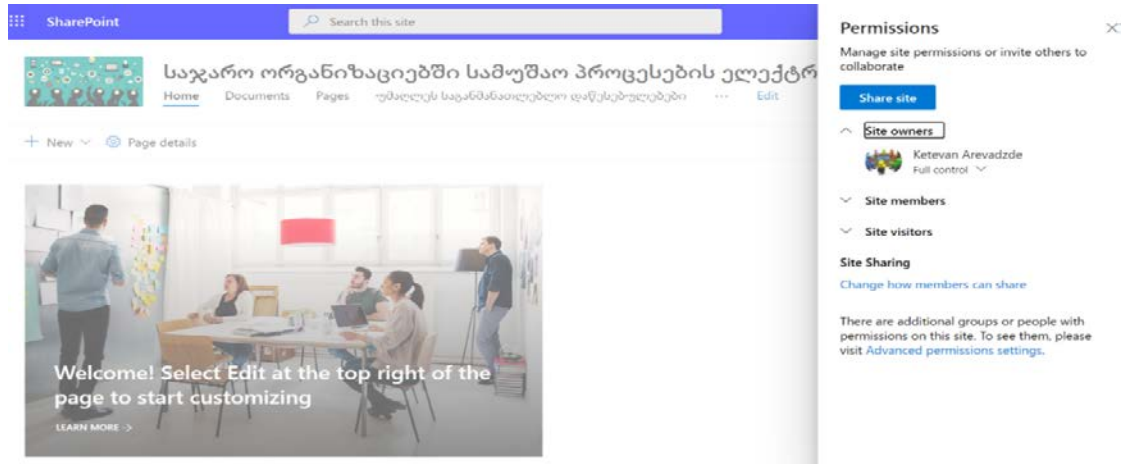 SharePoint
Search this site
საჯარო ორგანიზაციებში სამუშაო პროცესების ელექტრ
Home Documents Pages უმაღლეს საგანმანათლებლო დაწესებულებები ... Edit
+ New Page details
Welcome! Select Edit at the top right of the
page to start customizing
LEARN MORE ->
Permissions
Manage site permissions or invite others to
collaborate
Share site
Site owners
Ketevan Arevadzde
Full control
Site members
Site visitors
Site Sharing
Change how members can share
There are additional groups or people with
permissions on this site. To see them, please
visit Advanced permissions settings.